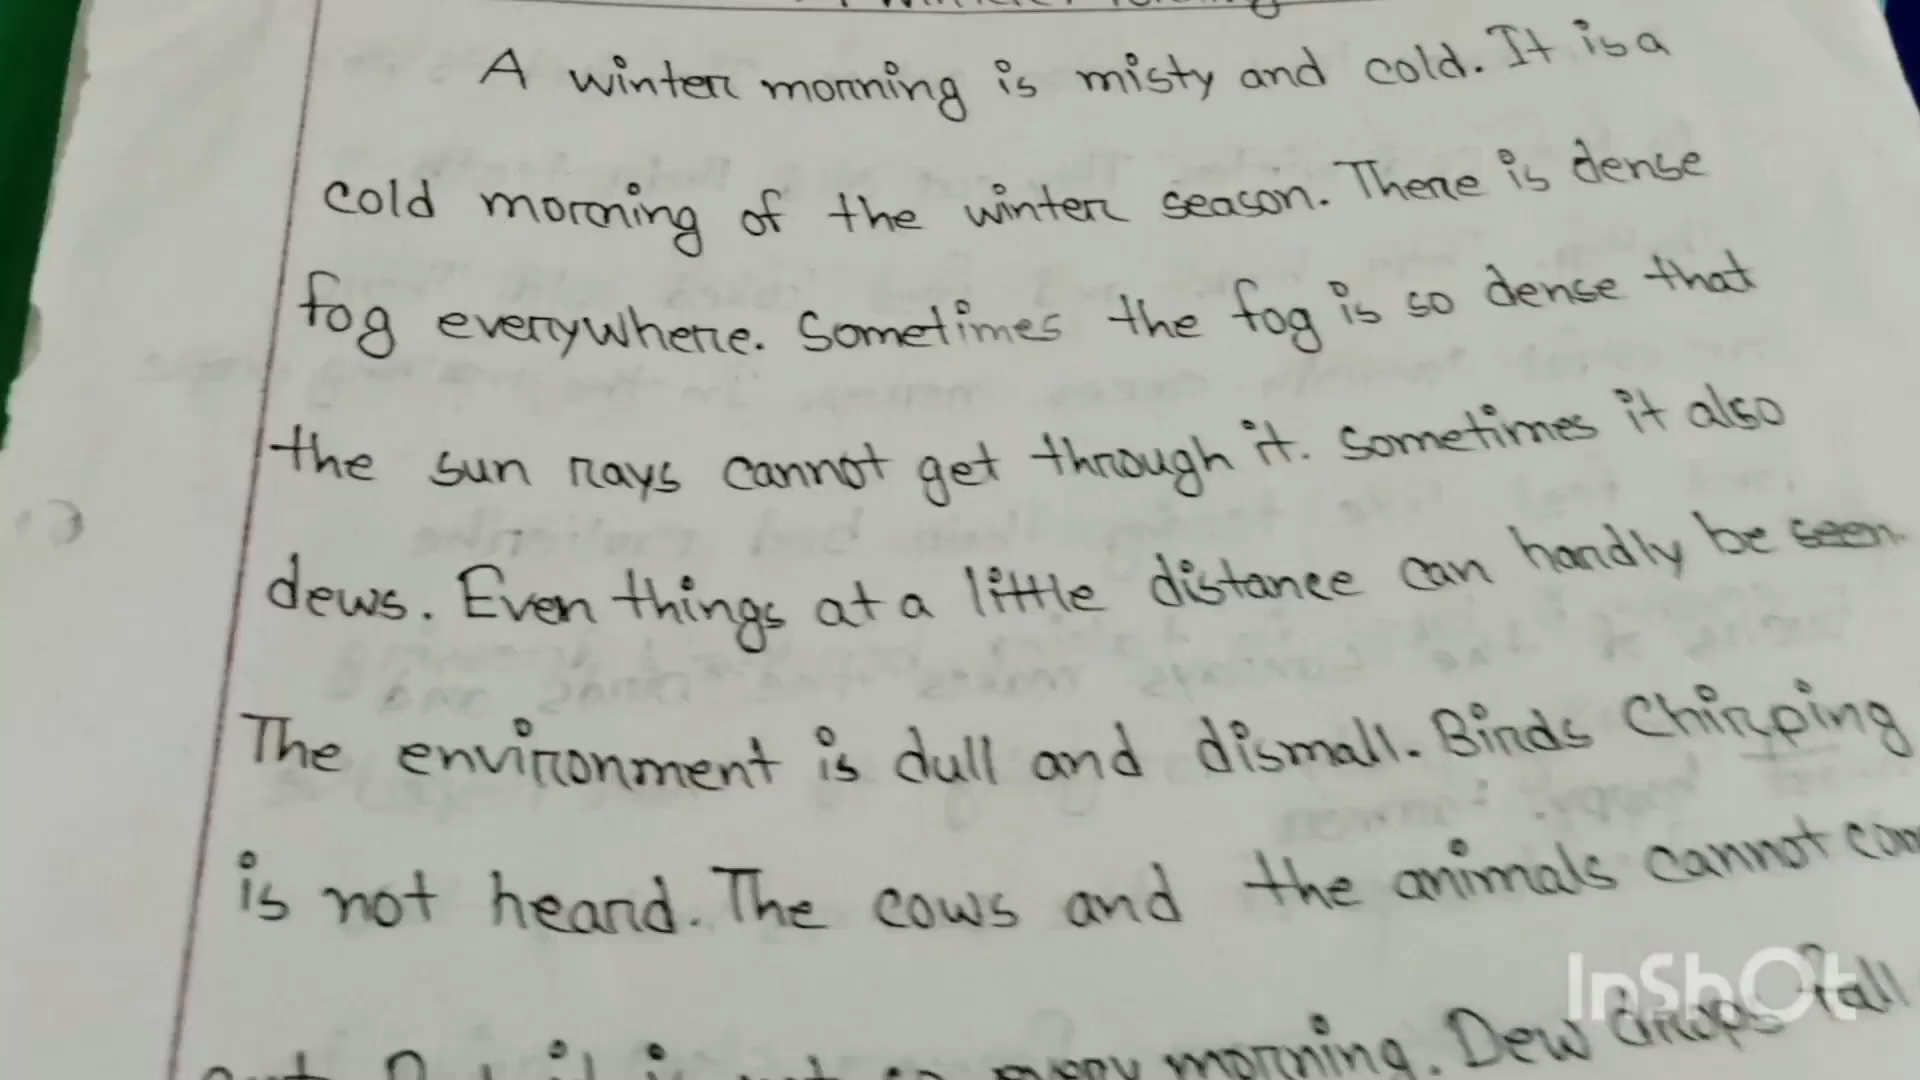 A winter morning is misty and cold. It is a
cold morning of the winter season. There is dense
fog everywhere. Sometimes the fog is so dense that
the sun rays cannot get through it. Sometimes it also
dews. Even things at a little distance can hardly be seen.
The environment is dull and dismall. Birds Chirping
is not heard. The cows and the animals cannot
morning. Dew drops fall
InShOt